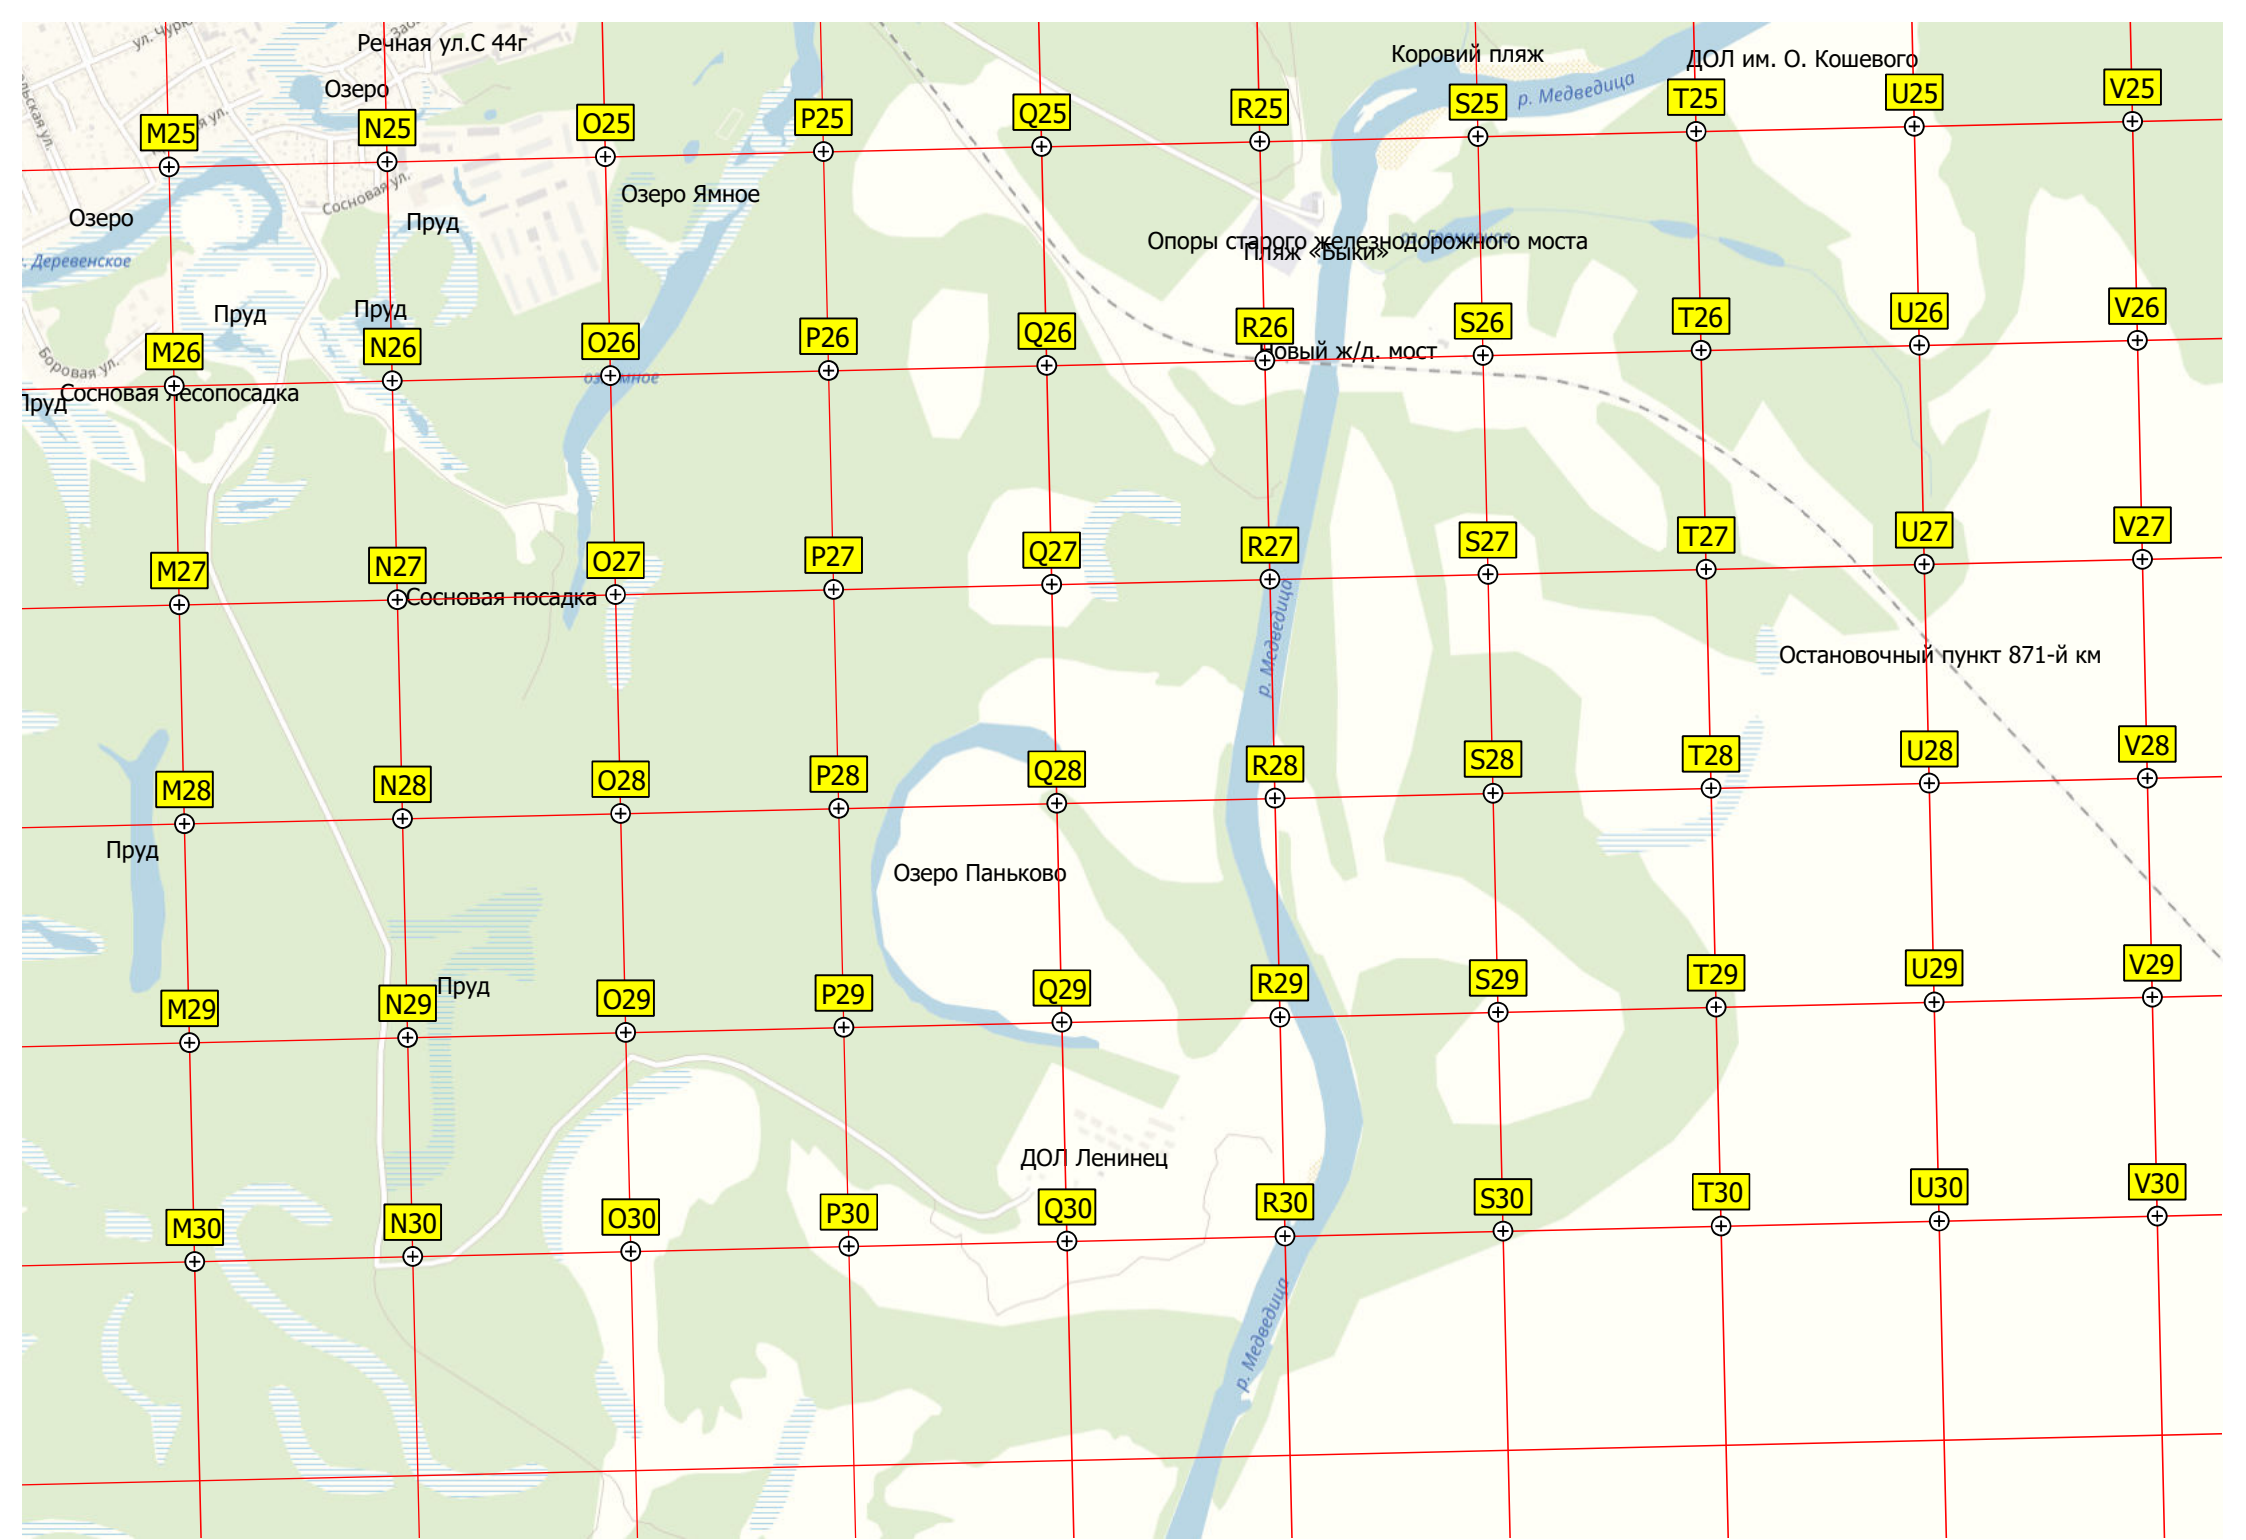 Речная ул.С 44г
Коровий пляж
ДОЛ им. О. Кошевого
Озеро
р. Медведица
M25
N25
O25
P25
Q25
R25
S25
T25
U25
V25
Сосновая ул.
Озеро Ямное
Озеро
Пруд
Деревенское
Опоры старого железнодорожного моста
Пляж «Быки»
Пруд
Пруд
M26
N26
O26
P26
Q26
R26
S26
T26
U26
V26
Новый ж/д. мост
Боровая ул.
Сосновая лесопосадка
Пруд
M27
N27
O27
P27
Q27
R27
S27
T27
U27
V27
Сосновая посадка
р. Медведица
Остановочный пункт 871-й км
M28
N28
O28
P28
Q28
R28
S28
T28
U28
V28
Пруд
Озеро Паньково
Пруд
M29
N29
O29
P29
Q29
R29
S29
T29
U29
V29
ДОЛ Ленинец
M30
N30
O30
P30
Q30
R30
S30
T30
U30
V30
р. Медведица